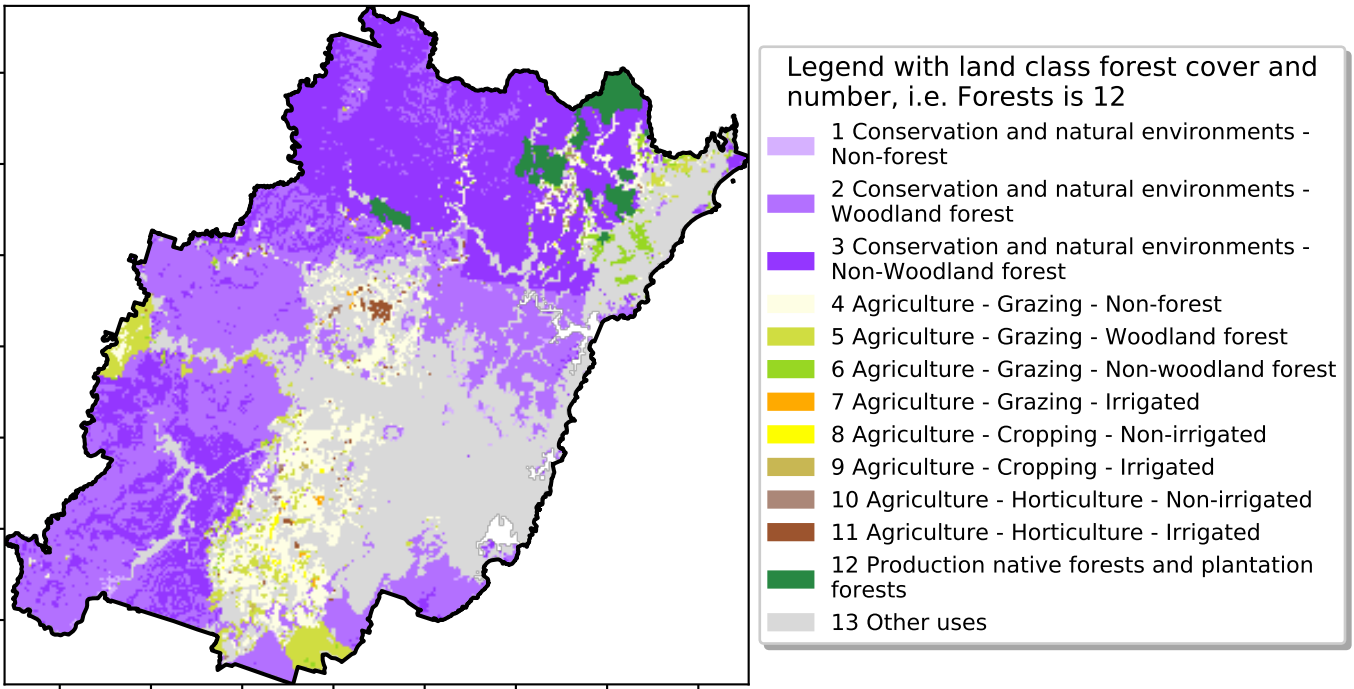 Legend with land class forest cover and
number, i.e. Forests is 12
1 Conservation and natural environments -
Non-forest
2 Conservation and natural environments -
Woodland forest
3 Conservation and natural environments -
Non-Woodland forest
4 Agriculture - Grazing - Non-forest
5 Agriculture - Grazing - Woodland forest
6 Agriculture - Grazing - Non-woodland forest
7 Agriculture - Grazing - Irrigated
8 Agriculture - Cropping - Non-irrigated
9 Agriculture - Cropping - Irrigated
10 Agriculture - Horticulture - Non-irrigated
11 Agriculture - Horticulture - Irrigated
12 Production native forests and plantation
forests
13 Other uses